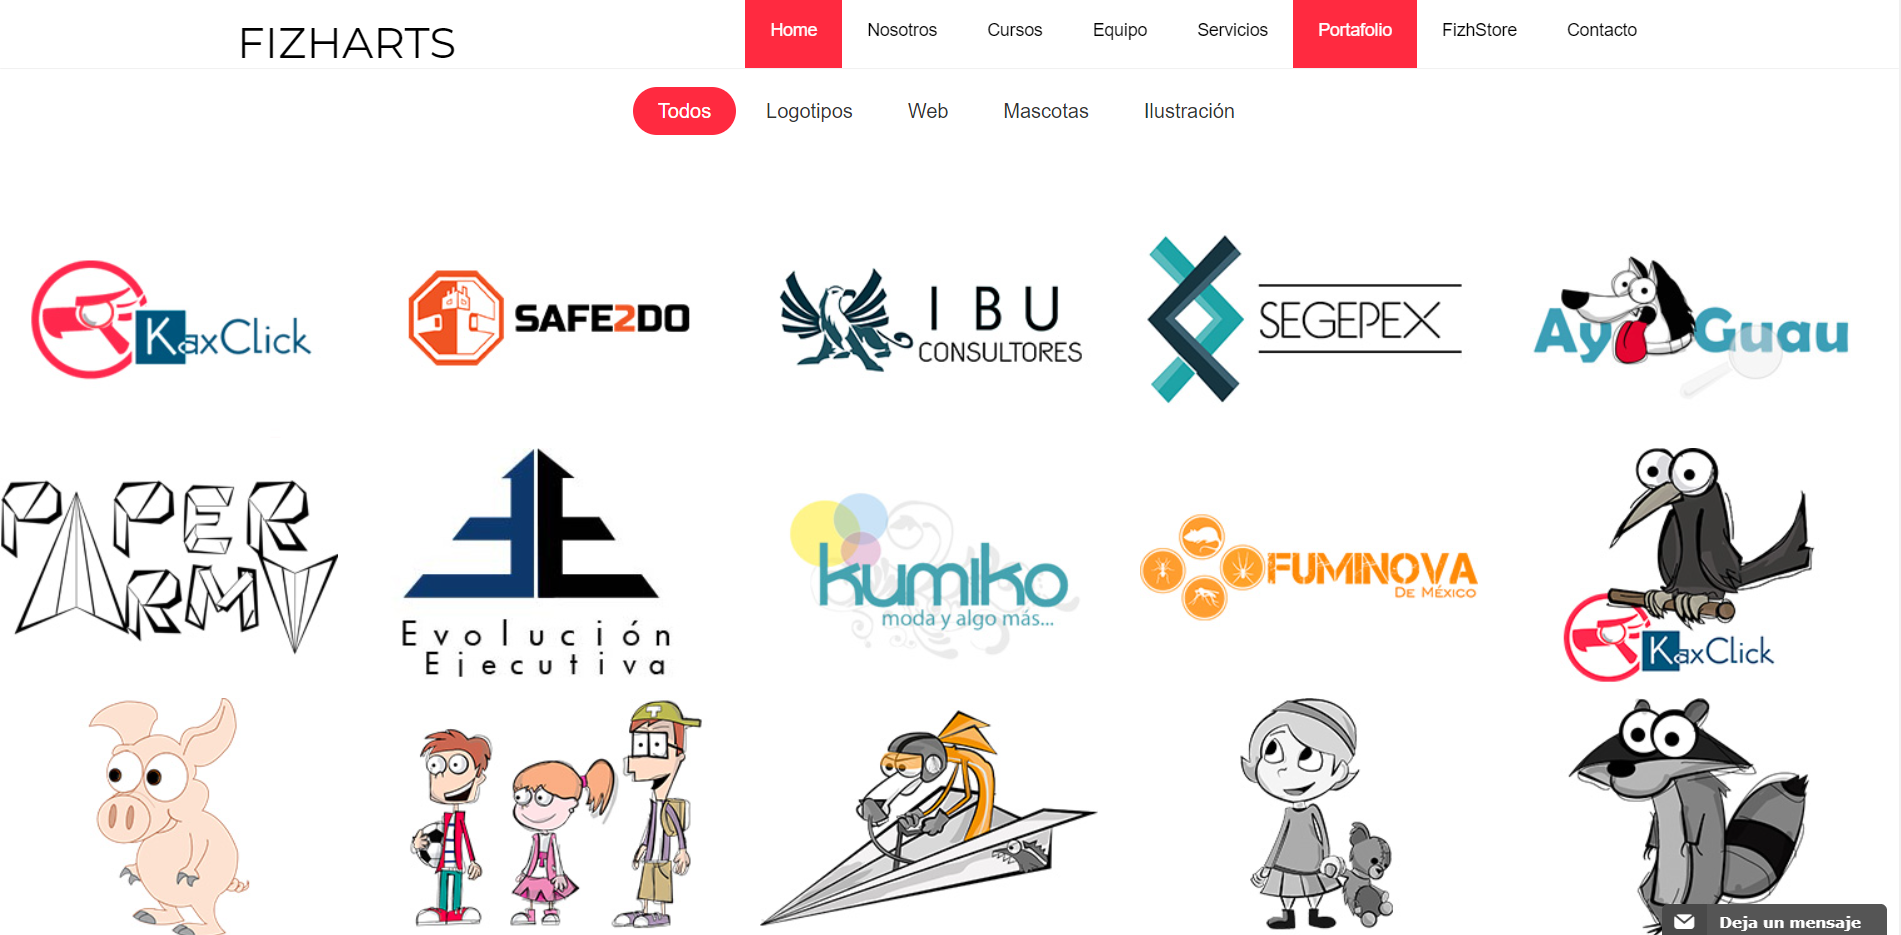 FIZHARTS
Home Nosotros Cursos Equipo Servicios Portafolio FizhStore Contacto
Todos Logotipos Web Mascotas Ilustración
KaxClick
SAFE2DO
IBU
CONSULTORES
SEGEPEX
Ay Guau
PAPER
ARMY
Evolución
Ejecutiva
kumiko
moda y algo más...
FUMINOVA
DE MÉXICO
KaxClick
T
Deja un mensaje